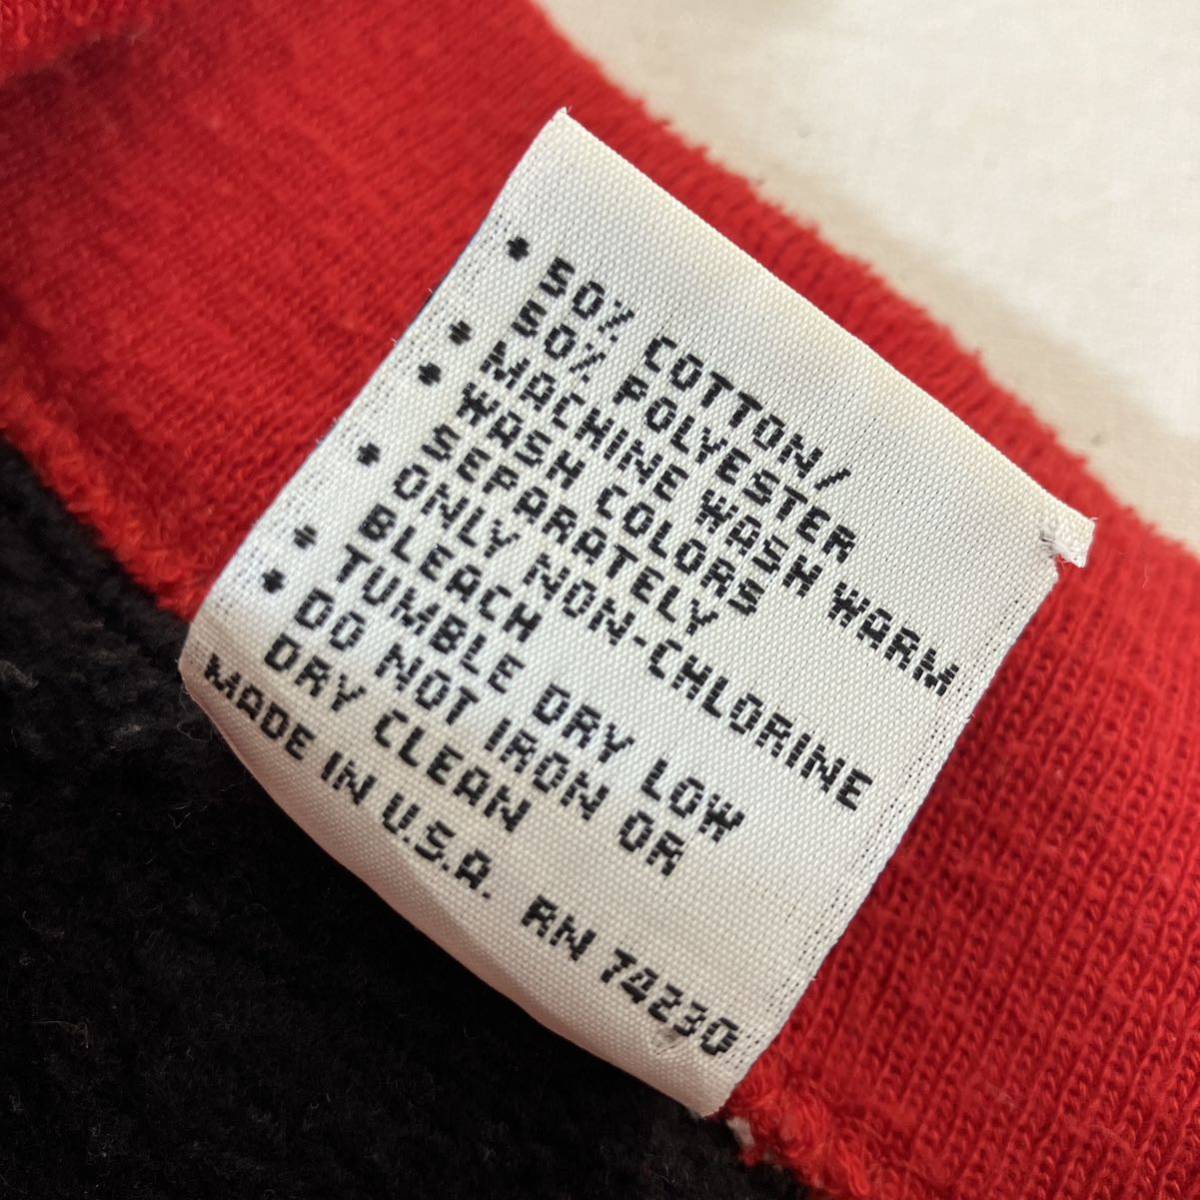 • 50% COTTON/
50% POLYESTER
• MACHINE WASH WARM
• WASH COLORS
SEPARATELY
• ONLY NON-CHLORINE
BLEACH
• TUMBLE DRY LOW
• DO NOT IRON OR
DRY CLEAN
MADE IN U.S.A. RN 74230